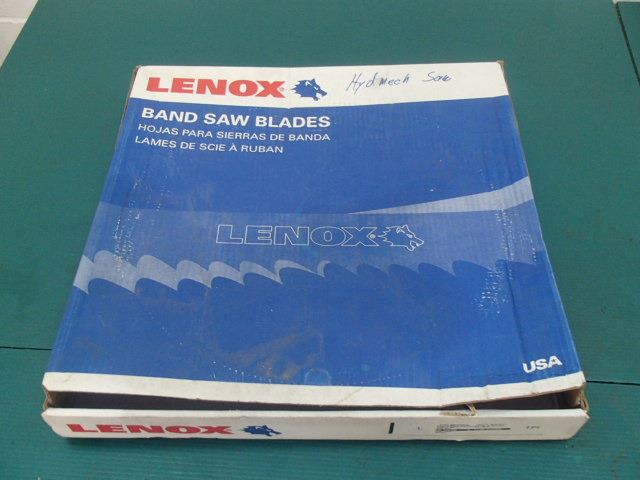 LENOX Hydmech Saw
BAND SAW BLADES
HOJAS PARA SIERRAS DE BANDA
LAMES DE SCIE À RUBAN
LENOX
USA
LENOX